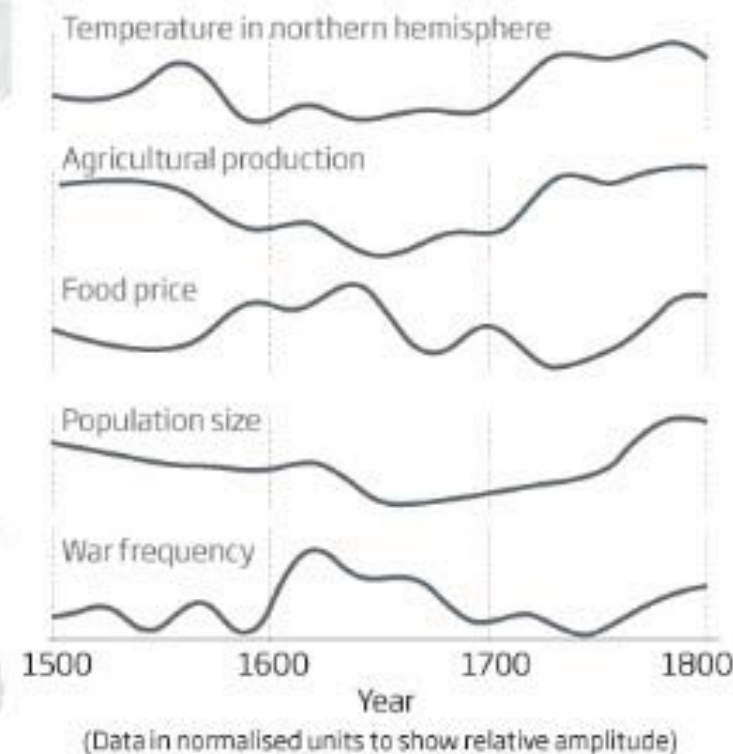 Temperature in northern hemisphere
Agricultural production
Food price
Population size
War frequency
1500 1600 1700 1800
Year
(Data in normalised units to show relative amplitude)